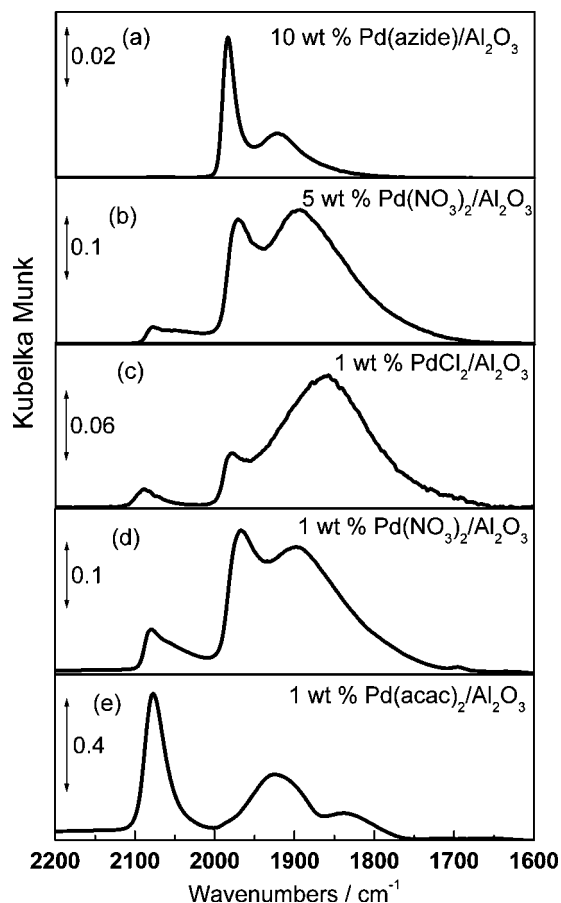 (a) 10 wt % Pd(azide)/Al₂O₃
0.02
(b) 5 wt % Pd(NO₃)₂/Al₂O₃
0.1
(c) 1 wt % PdCl₂/Al₂O₃
0.06
(d) 1 wt % Pd(NO₃)₂/Al₂O₃
0.1
(e) 1 wt % Pd(acac)₂/Al₂O₃
0.4
Kubelka Munk
2200 2100 2000 1900 1800 1700 1600
Wavenumbers / cm⁻¹